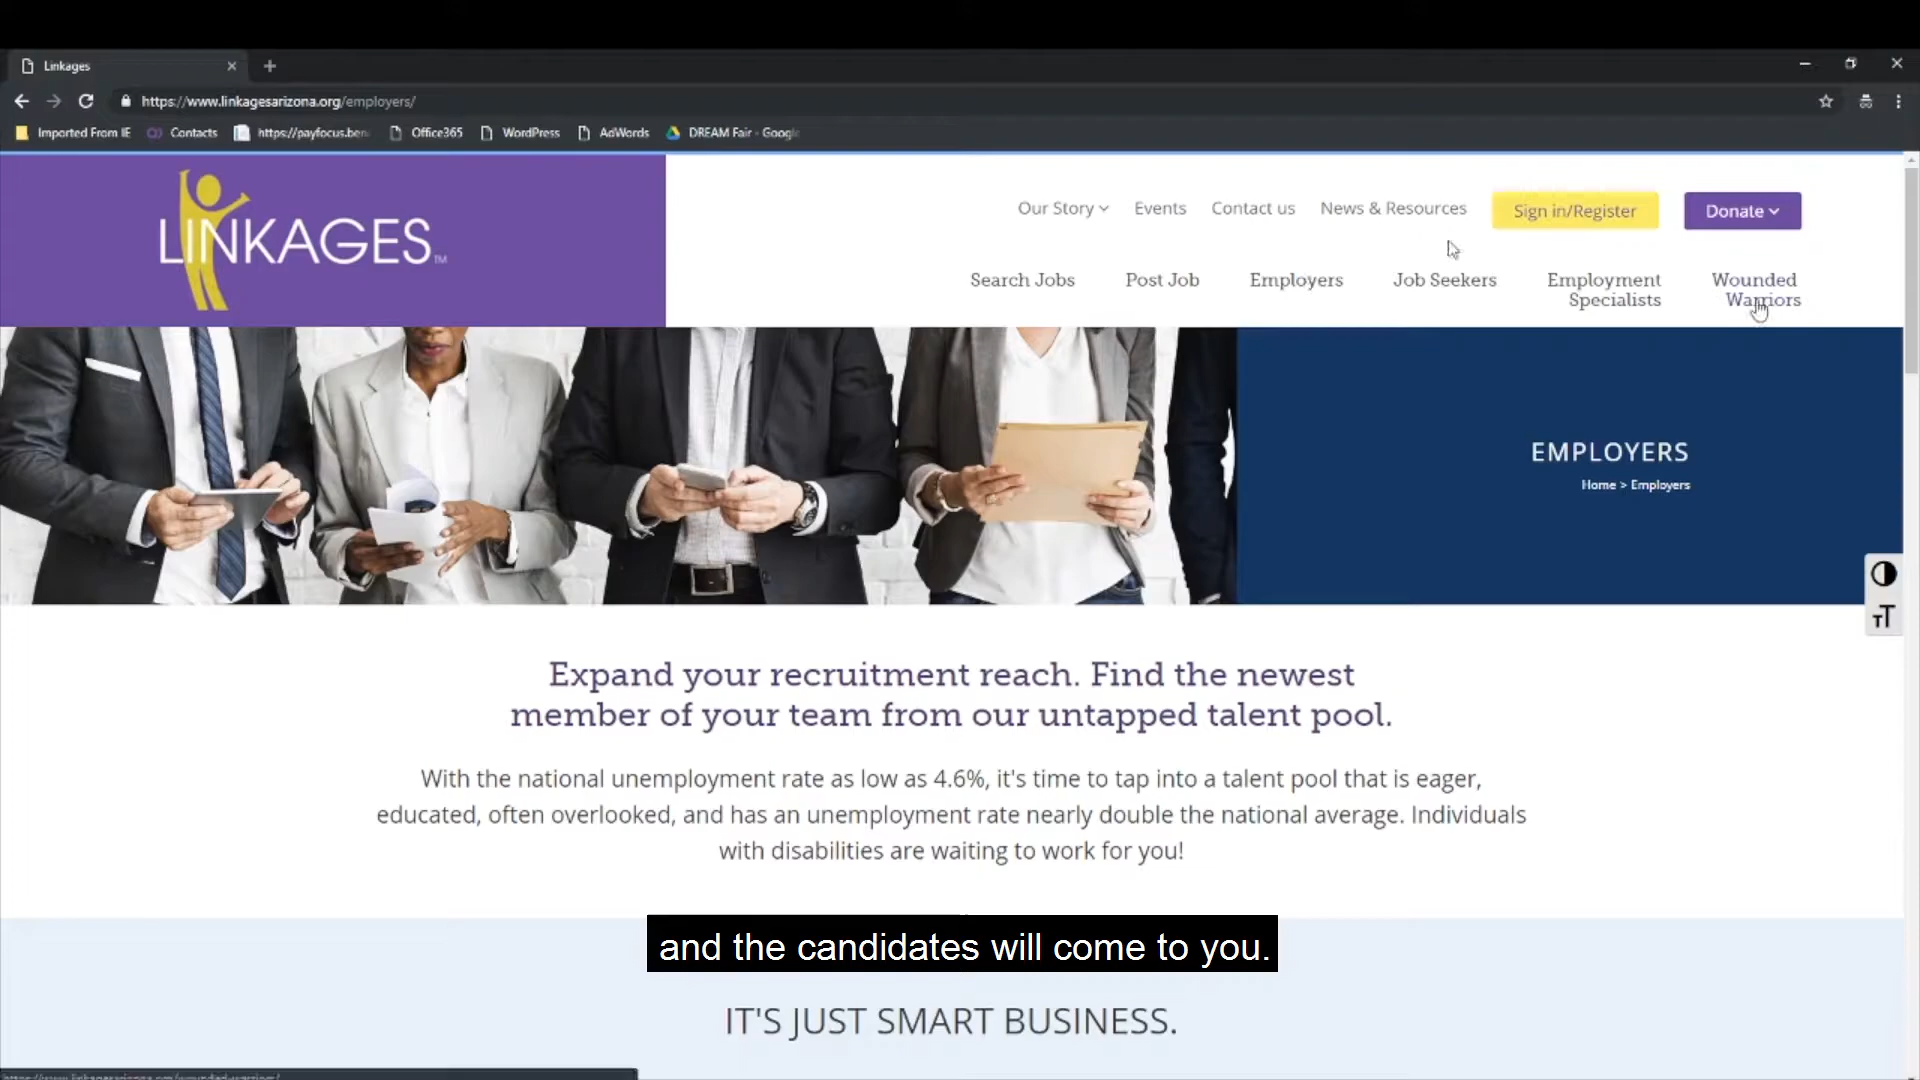 Linkages
https://www.linkagesarizona.org/employers/
Imported From IE Contacts https://payfocus.ben Office365 WordPress AdWords DREAM Fair - Google
LINKAGES TM
Our Story Events Contact us News & Resources Sign in/Register Donate
Search Jobs Post Job Employers Job Seekers Employment Specialists Wounded Warriors
EMPLOYERS
Home > Employers
TT
Expand your recruitment reach. Find the newest
member of your team from our untapped talent pool.
With the national unemployment rate as low as 4.6%, it's time to tap into a talent pool that is eager,
educated, often overlooked, and has an unemployment rate nearly double the national average. Individuals
with disabilities are waiting to work for you!
and the candidates will come to you.
IT'S JUST SMART BUSINESS.